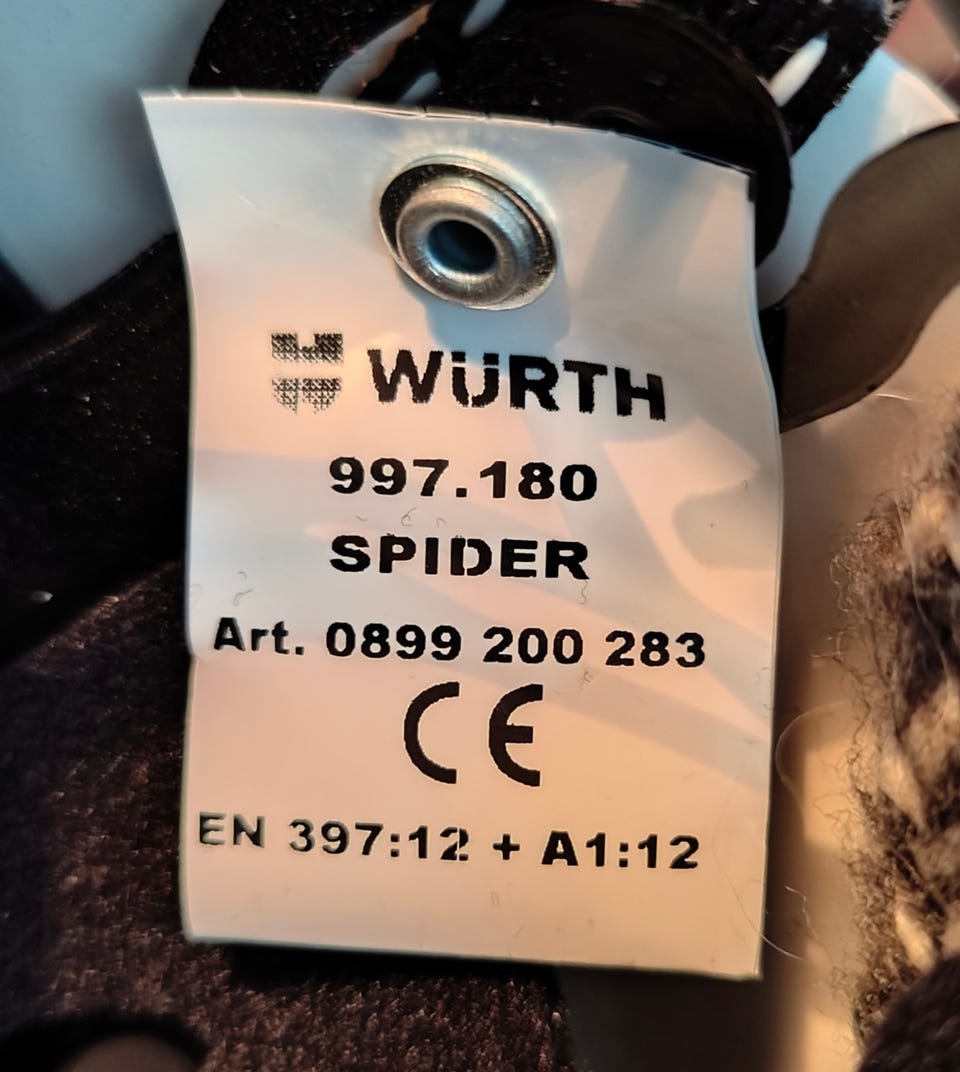 WÜRTH
997.180
SPIDER
Art. 0899 200 283
CE
EN 397:12 + A1:12